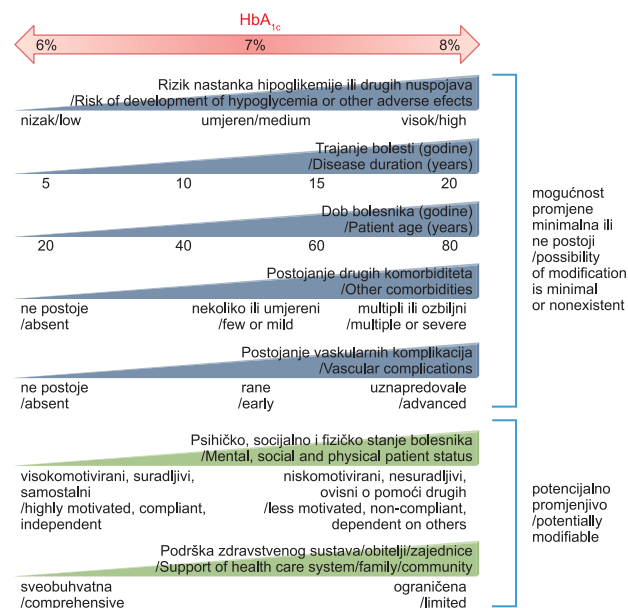 HbA1c
6% 7% 8%
Rizik nastanka hipoglikemije ili drugih nuspojava
/Risk of development of hypoglycemia or other adverse efects
nizak/low umjeren/medium visok/high
Trajanje bolesti (godine)
/Disease duration (years)
5 10 15 20
Dob bolesnika (godine)
/Patient age (years)
20 40 60 80
Postojanje drugih komorbiditeta
/Other comorbidities
ne postoje nekoliko ili umjereni multipli ili ozbiljni
/absent /few or mild /multiple or severe
Postojanje vaskularnih komplikacija
/Vascular complications
ne postoje rane uznapredovale
/absent /early /advanced
mogućnost
promjene
minimalna ili
ne postoji
/possibility
of modification
is minimal
or nonexistent
Psihičko, socijalno i fizičko stanje bolesnika
/Mental, social and physical patient status
visokomotivirani, suradljivi, niskomotivirani, nesuradljivi,
samostalni ovisni o pomoći drugih
/highly motivated, compliant, /less motivated, non-compliant,
independent dependent on others
Podrška zdravstvenog sustava/obitelji/zajednice
/Support of health care system/family/community
sveobuhvatna ograničena
/comprehensive /limited
potencijalno
promjenjivo
/potentially
modifiable